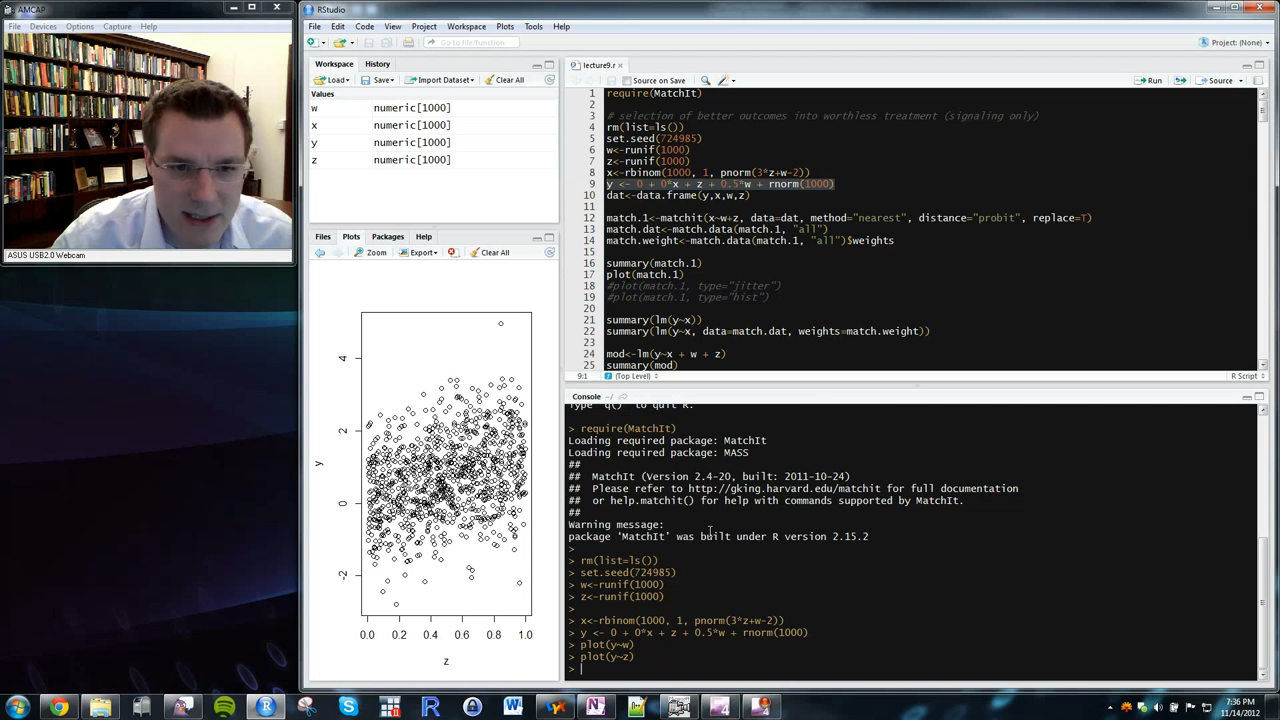 AMCAP
File Devices Options Capture Help
ASUS USB2.0 Webcam
RStudio
File Edit Code View Project Workspace Plots Tools Help
Go to file/function
Project: (None)
Workspace History
Load Save Import Dataset Clear All
Values
w numeric[1000]
x numeric[1000]
y numeric[1000]
z numeric[1000]
Files Plots Packages Help
Zoom Export Clear All
4
2
0
-2
y
0.0 0.2 0.4 0.6 0.8 1.0
z
lecture9.r
Source on Save Run Source
1 require(MatchIt)
2
3 # selection of better outcomes into worthless treatment (signaling only)
4 rm(list=ls())
5 set.seed(724985)
6 w<-runif(1000)
7 z<-runif(1000)
8 x<-rbinom(1000, 1, pnorm(3*z+w-2))
9 y <- 0 + 0*x + z + 0.5*w + rnorm(1000)
10 dat<-data.frame(y,x,w,z)
11
12 match.1<-matchit(x~w+z, data=dat, method="nearest", distance="probit", replace=T)
13 match.dat<-match.data(match.1, "all")
14 match.weight<-match.data(match.1, "all")$weights
15
16 summary(match.1)
17 plot(match.1)
18 #plot(match.1, type="jitter")
19 #plot(match.1, type="hist")
20
21 summary(lm(y~x))
22 summary(lm(y~x, data=match.dat, weights=match.weight))
23
24 mod<-lm(y~x + w + z)
25 summary(mod)
9:1 (Top Level) R Script
Console ~/
Type 'q()' to quit R.
> require(MatchIt)
Loading required package: MatchIt
Loading required package: MASS
##
## MatchIt (Version 2.4-20, built: 2011-10-24)
## Please refer to http://gking.harvard.edu/matchit for full documentation
## or help.matchit() for help with commands supported by MatchIt.
##
Warning message:
package ‘MatchIt’ was built under R version 2.15.2
>
> rm(list=ls())
> set.seed(724985)
> w<-runif(1000)
> z<-runif(1000)
>
> x<-rbinom(1000, 1, pnorm(3*z+w-2))
> y <- 0 + 0*x + z + 0.5*w + rnorm(1000)
> plot(y~w)
> plot(y~z)
>
7:36 PM
11/14/2012